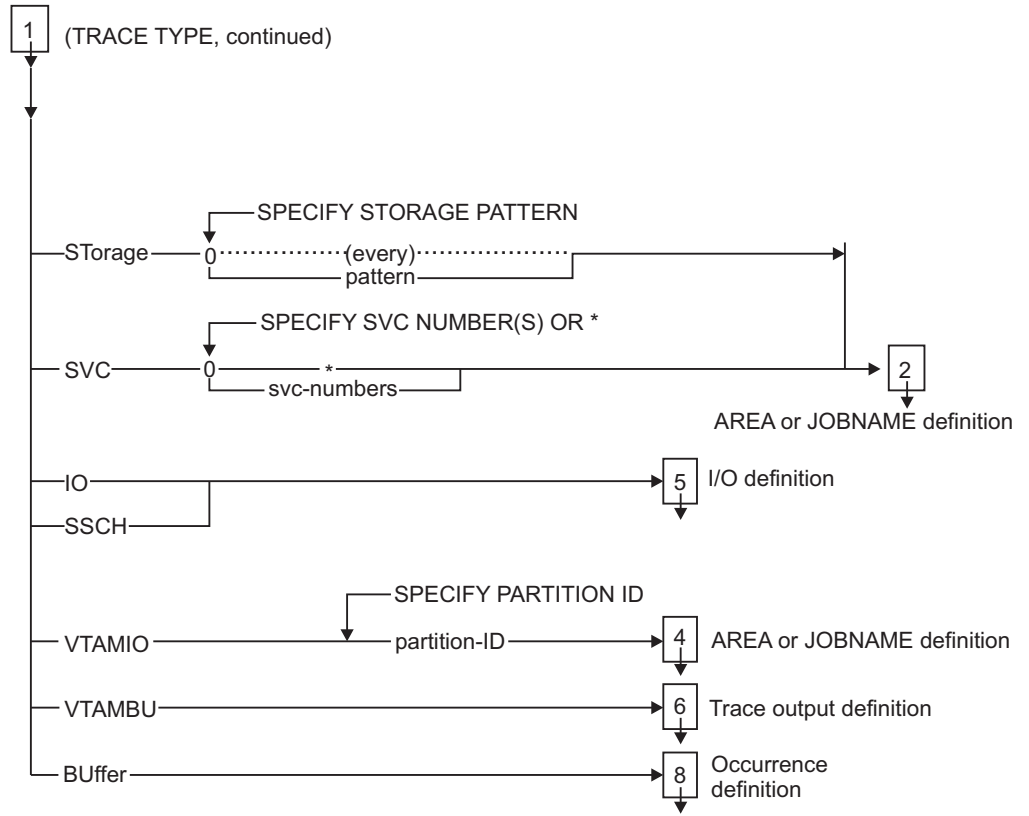 1
(TRACE TYPE, continued)
SPECIFY STORAGE PATTERN
STorage 0 (every)
pattern
SPECIFY SVC NUMBER(S) OR *
SVC 0 *
svc-numbers
2
AREA or JOBNAME definition
IO 5 I/O definition
SSCH
SPECIFY PARTITION ID
VTAMIO partition-ID 4 AREA or JOBNAME definition
VTAMBU 6 Trace output definition
BUffer 8 Occurrence
definition